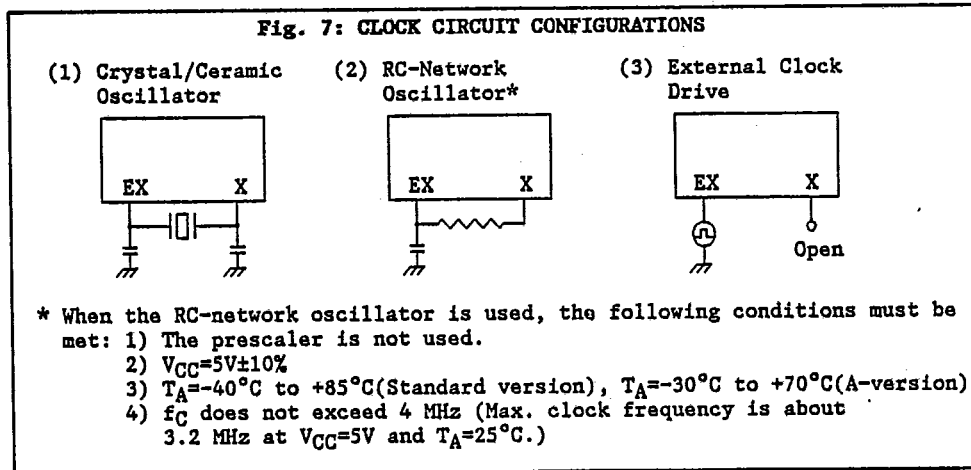 Fig. 7: CLOCK CIRCUIT CONFIGURATIONS
(1) Crystal/Ceramic Oscillator
(2) RC-Network Oscillator*
(3) External Clock Drive
EX X
EX X
EX X
Open
* When the RC-network oscillator is used, the following conditions must be
met: 1) The prescaler is not used.
2) VCC=5V±10%
3) TA=-40°C to +85°C(Standard version), TA=-30°C to +70°C(A-version)
4) fC does not exceed 4 MHz (Max. clock frequency is about
3.2 MHz at VCC=5V and TA=25°C.)